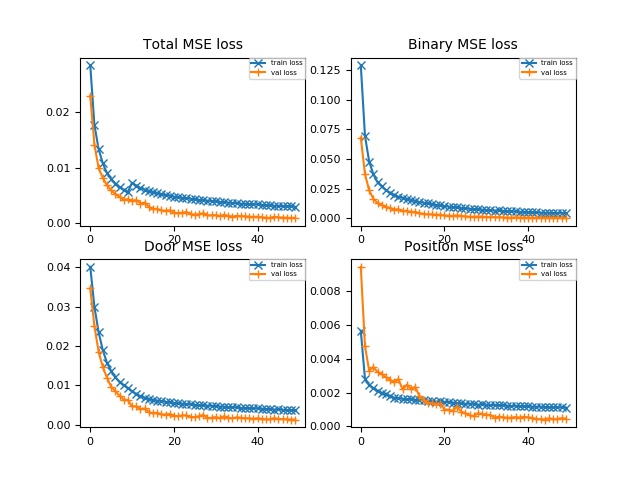 Total MSE loss
train loss
val loss
0.02
0.01
0.00
0
20
40
Binary MSE loss
train loss
val loss
0.125
0.100
0.075
0.050
0.025
0.000
0
20
40
Door MSE loss
train loss
val loss
0.04
0.03
0.02
0.01
0.00
0
20
40
Position MSE loss
train loss
val loss
0.008
0.006
0.004
0.002
0.000
0
20
40